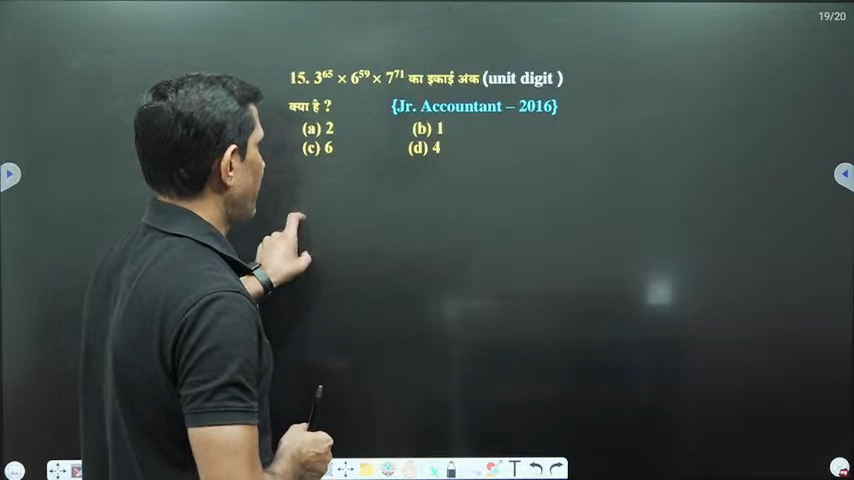 19/20
15. 3⁶⁵ × 6⁵⁹ × 7⁷¹ का इकाई अंक (unit digit )
क्या है ? {Jr. Accountant – 2016}
(a) 2 (b) 1
(c) 6 (d) 4